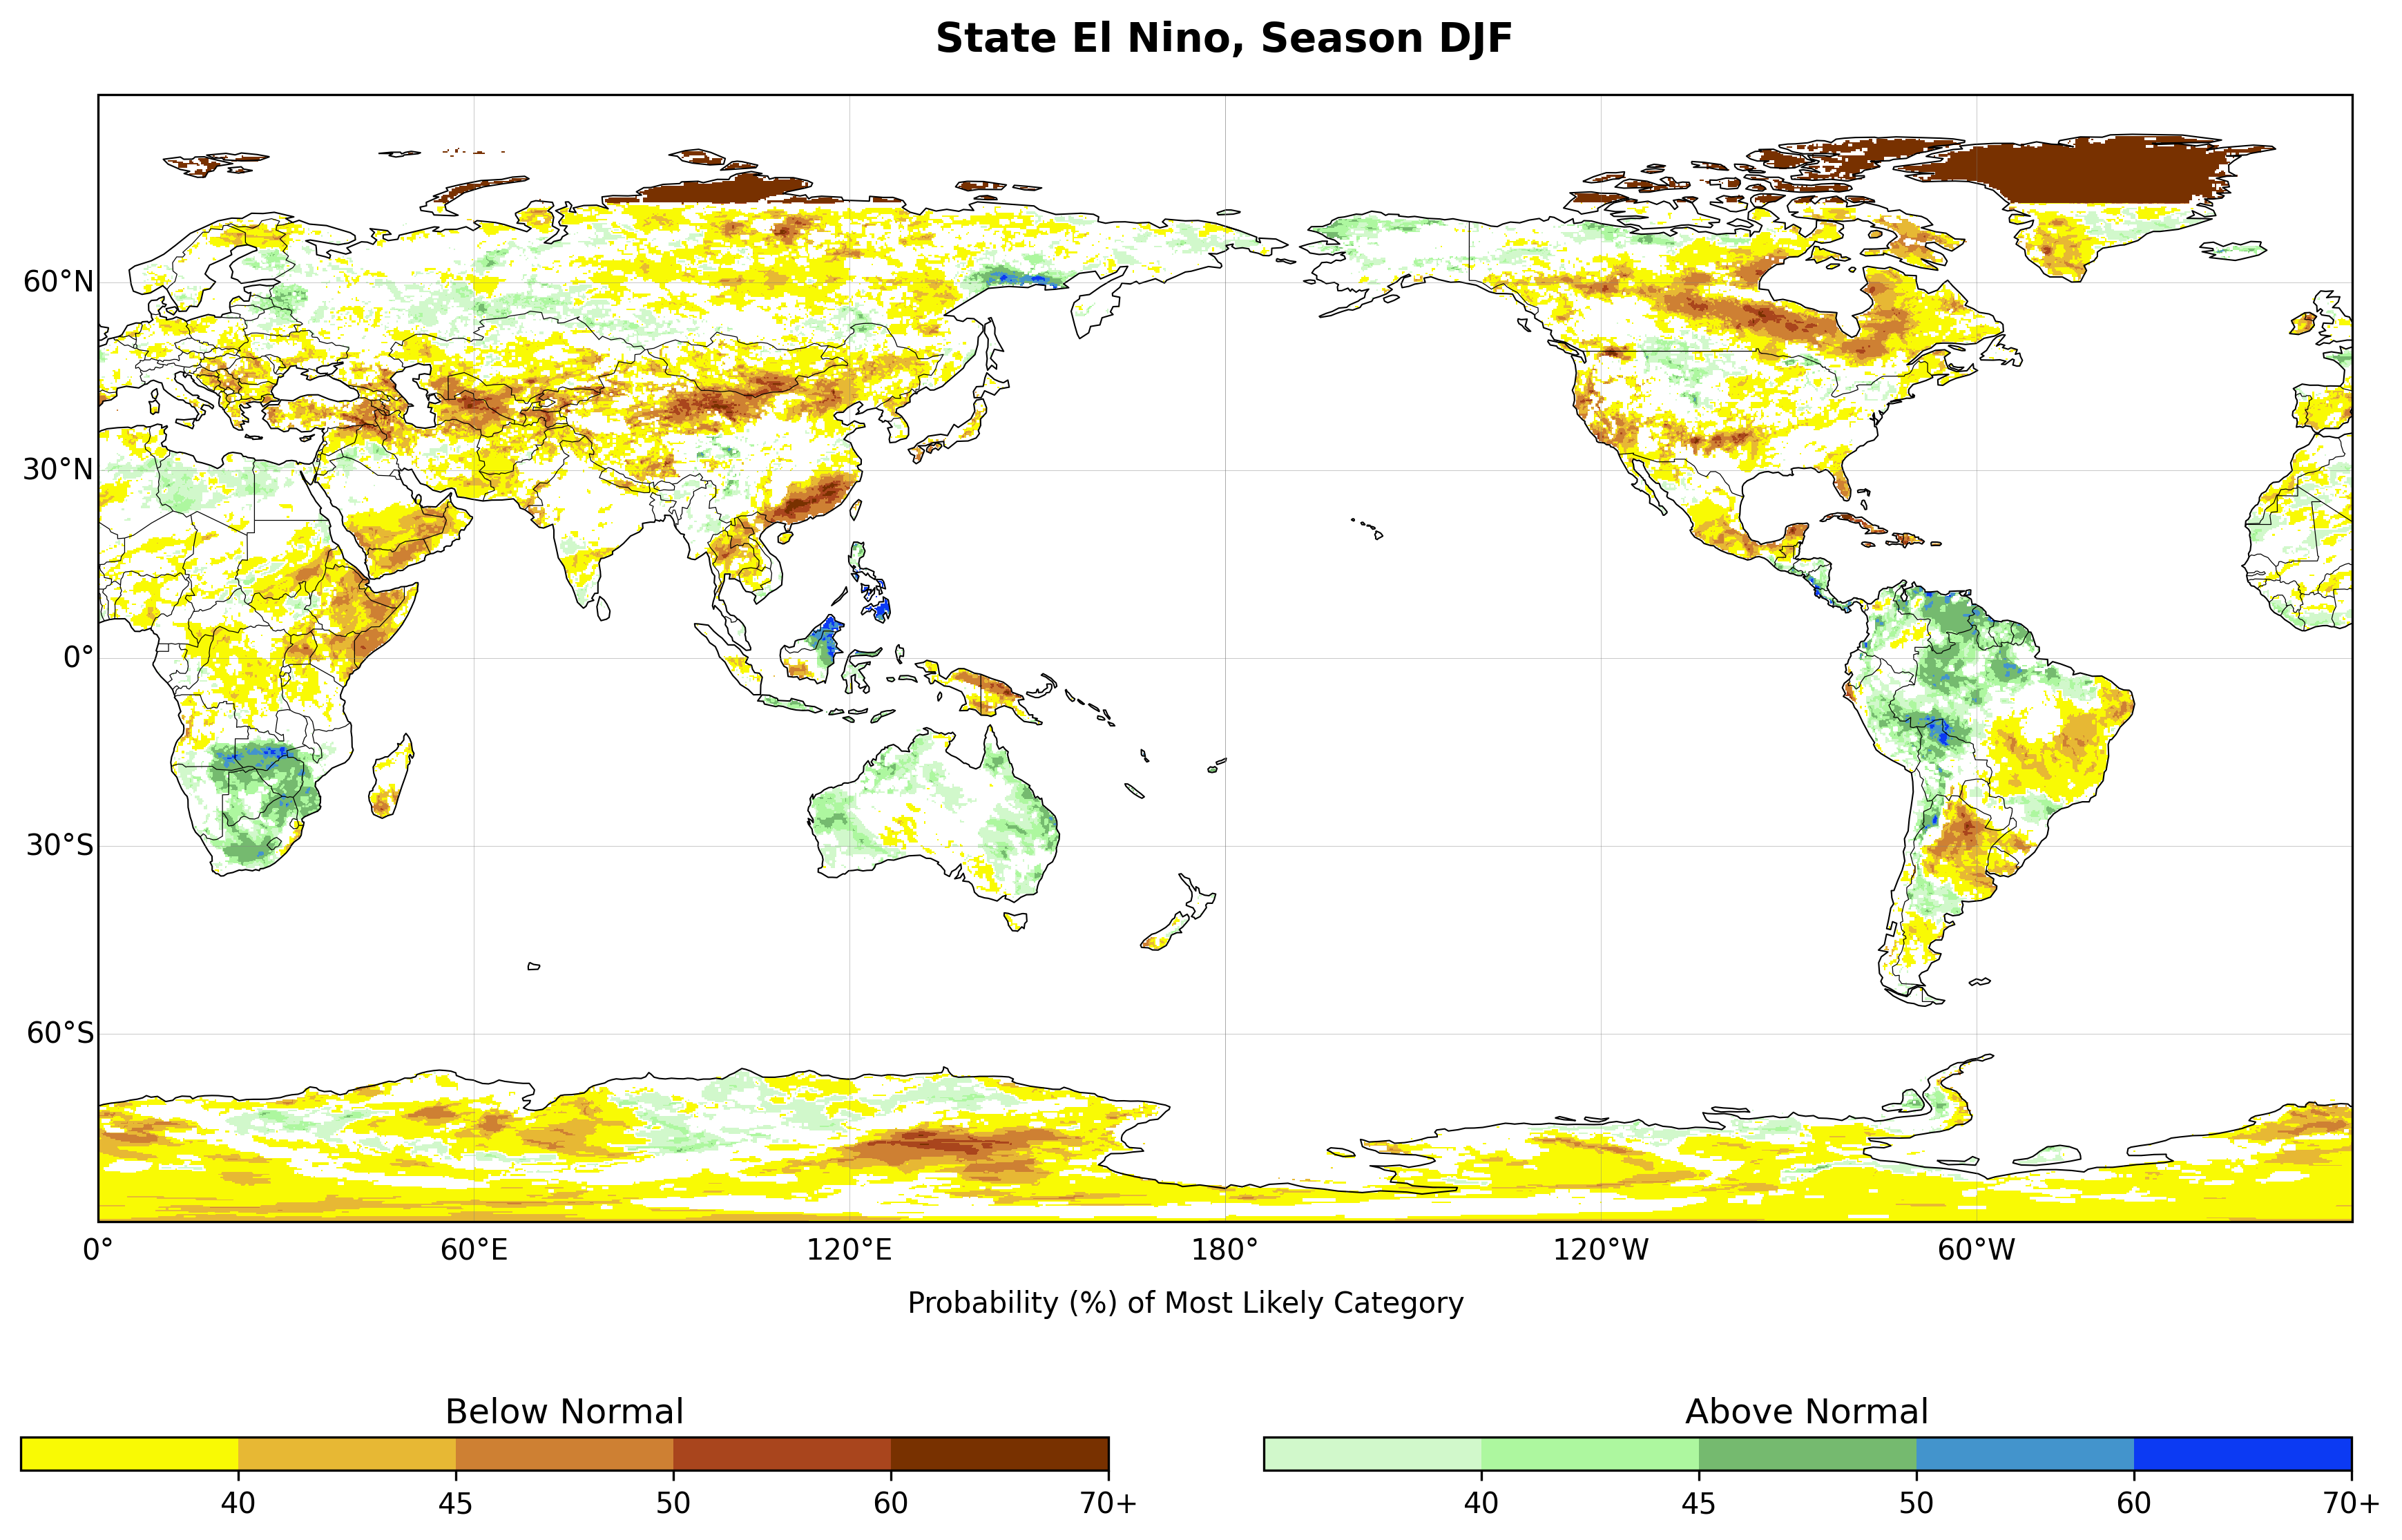 State El Nino, Season DJF
60°N
30°N
0°
30°S
60°S
0° 60°E 120°E 180° 120°W 60°W
Probability (%) of Most Likely Category
Below Normal Above Normal
40 45 50 60 70+ 40 45 50 60 70+